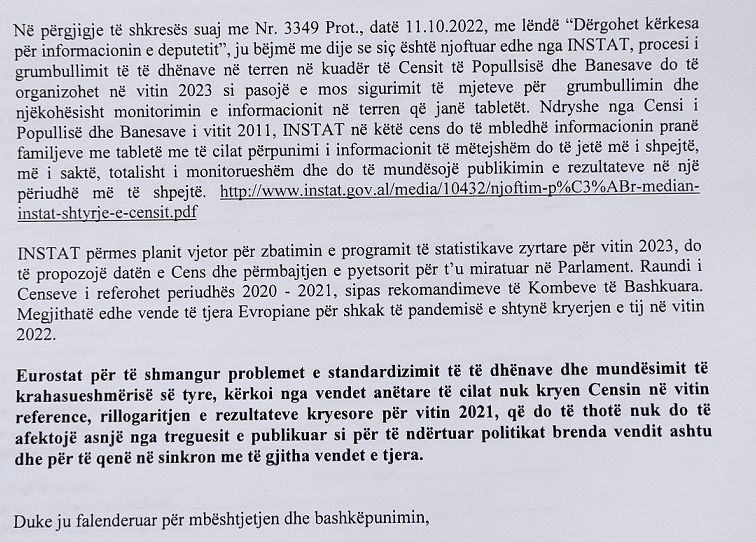 Në përgjigje të shkresës suaj me Nr. 3349 Prot., datë 11.10.2022, me lëndë “Dërgohet kërkesa
për informacionin e deputetit”, ju bëjmë me dije se siç është njoftuar edhe nga INSTAT, procesi i
grumbullimit të të dhënave në terren në kuadër të Censit të Popullsisë dhe Banesave do të
organizohet në vitin 2023 si pasojë e mos sigurimit të mjeteve për grumbullimin dhe
njëkohësisht monitorimin e informacionit në terren që janë tabletët. Ndryshe nga Censi i
Popullisë dhe Banesave i vitit 2011, INSTAT në këtë cens do të mbledhë informacionin pranë
familjeve me tabletë me të cilat përpunimi i informacionit të mëtejshëm do të jetë më i shpejtë,
më i saktë, totalisht i monitorueshëm dhe do të mundësojë publikimin e rezultateve në një
periudhë më të shpejtë. http://www.instat.gov.al/media/10432/njoftim-p%C3%ABr-median-
instat-shtyrje-e-censit.pdf
INSTAT përmes planit vjetor për zbatimin e programit të statistikave zyrtare për vitin 2023, do
të propozojë datën e Cens dhe përmbajtjen e pyetsorit për t’u miratuar në Parlament. Raundi i
Censeve i referohet periudhës 2020 - 2021, sipas rekomandimeve të Kombeve të Bashkuara.
Megjithatë edhe vende të tjera Evropiane për shkak të pandemisë e shtynë kryerjen e tij në vitin
2022.
Eurostat për të shmangur problemet e standardizimit të të dhënave dhe mundësimit të
krahasueshmërisë së tyre, kërkoi nga vendet anëtare të cilat nuk kryen Censin në vitin
reference, rillogaritjen e rezultateve kryesore për vitin 2021, që do të thotë nuk do të
afektojë asnjë nga treguesit e publikuar si për të ndërtuar politikat brenda vendit ashtu
dhe për të qenë në sinkron me të gjitha vendet e tjera.
Duke ju falenderuar për mbështjetjen dhe bashkëpunimin,